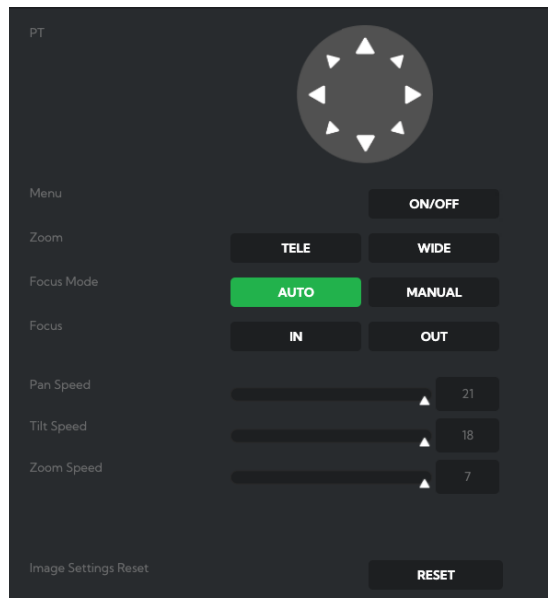 PT
Menu ON/OFF
Zoom TELE WIDE
Focus Mode AUTO MANUAL
Focus IN OUT
Pan Speed 21
Tilt Speed 18
Zoom Speed 7
Image Settings Reset RESET